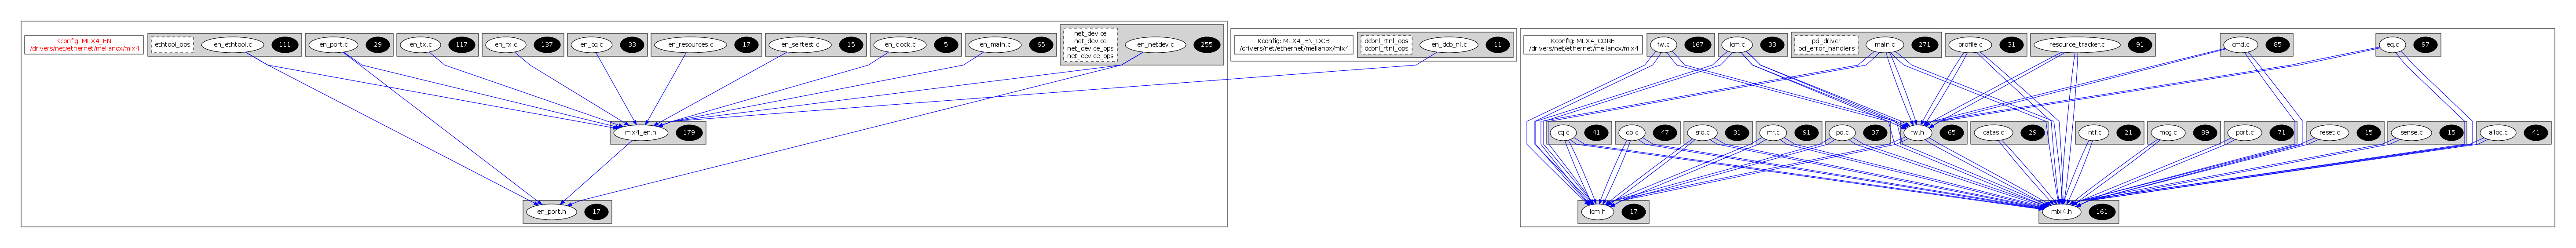 Kconfig: MLX4_EN
/drivers/net/ethernet/mellanox/mlx4
ethtool_ops
en_ethtool.c
111
en_port.c
29
en_tx.c
117
en_rx.c
137
en_cq.c
33
en_resources.c
17
en_selftest.c
15
en_clock.c
5
en_main.c
65
net_device
net_device
net_device_ops
net_device_ops
en_netdev.c
255
mlx4_en.h
179
en_port.h
17
Kconfig: MLX4_EN_DCB
/drivers/net/ethernet/mellanox/mlx4
dcbnl_rtnl_ops
dcbnl_rtnl_ops
en_dcb_nl.c
11
Kconfig: MLX4_CORE
/drivers/net/ethernet/mellanox/mlx4
fw.c
167
icm.c
33
pd_driver
pd_error_handlers
main.c
271
profile.c
31
resource_tracker.c
91
cmd.c
85
eq.c
97
cq.c
41
qp.c
47
srq.c
31
mr.c
91
pd.c
37
fw.h
65
catas.c
29
intf.c
21
mcg.c
89
port.c
71
reset.c
15
sense.c
15
alloc.c
41
icm.h
17
mlx4.h
161